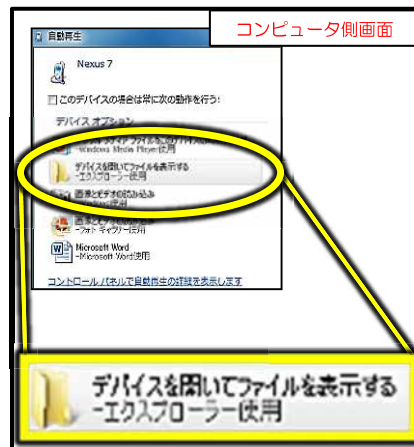 コンピュータ側画面
自動再生
Nexus 7
このデバイスの場合は常に次の動作を行う:
デバイス オプション
-Windows Media Player使用
デバイスを開いてファイルを表示する
-エクスプローラー使用
画像とビデオの読み込み
-Windows使用
画像とビデオの読み込み
-フォト ギャラリー使用
Microsoft Word
-Microsoft Word使用
コントロール パネルで自動再生の詳細を表示します
デバイスを開いてファイルを表示する
-エクスプローラー使用